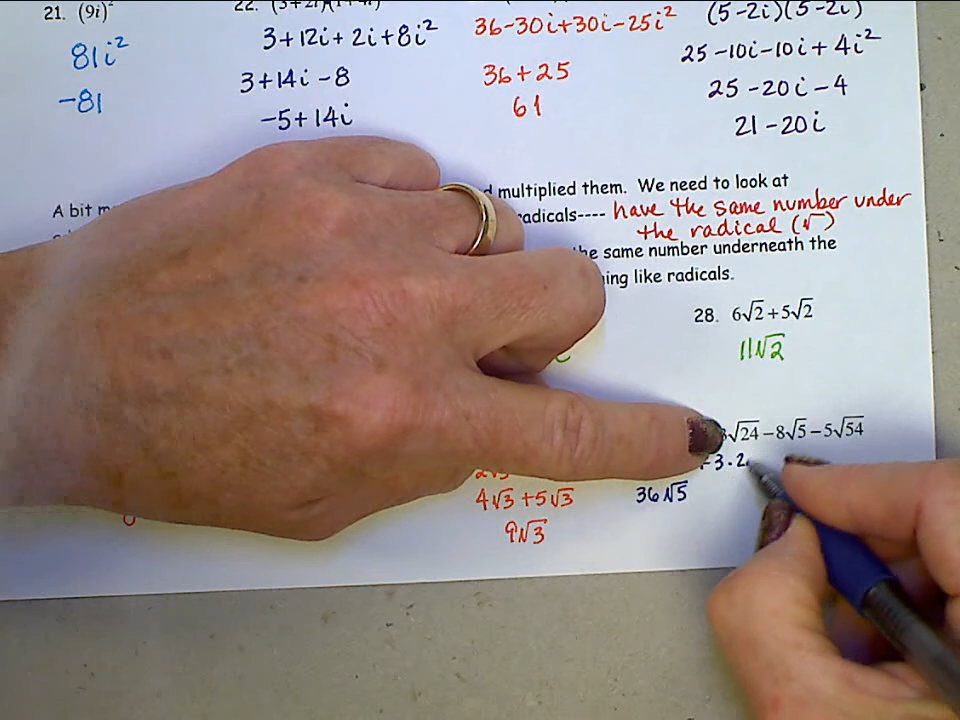 21. (9i)²
81i²
-81
22.
3+12i+2i+8i²
3+14i-8
-5+14i
36-30i+30i-25i²
36+25
61
(5-2i)(5-2i)
25-10i-10i+4i²
25-20i-4
21-20i
A bit
multiplied them. We need to look at
radicals---- have the same number under
the radical (√)
the same number underneath the
like radicals.
28. 6√2+5√2
11√2
√24-8√5-5√54
3·2
4√3+5√3
36√5
9√3